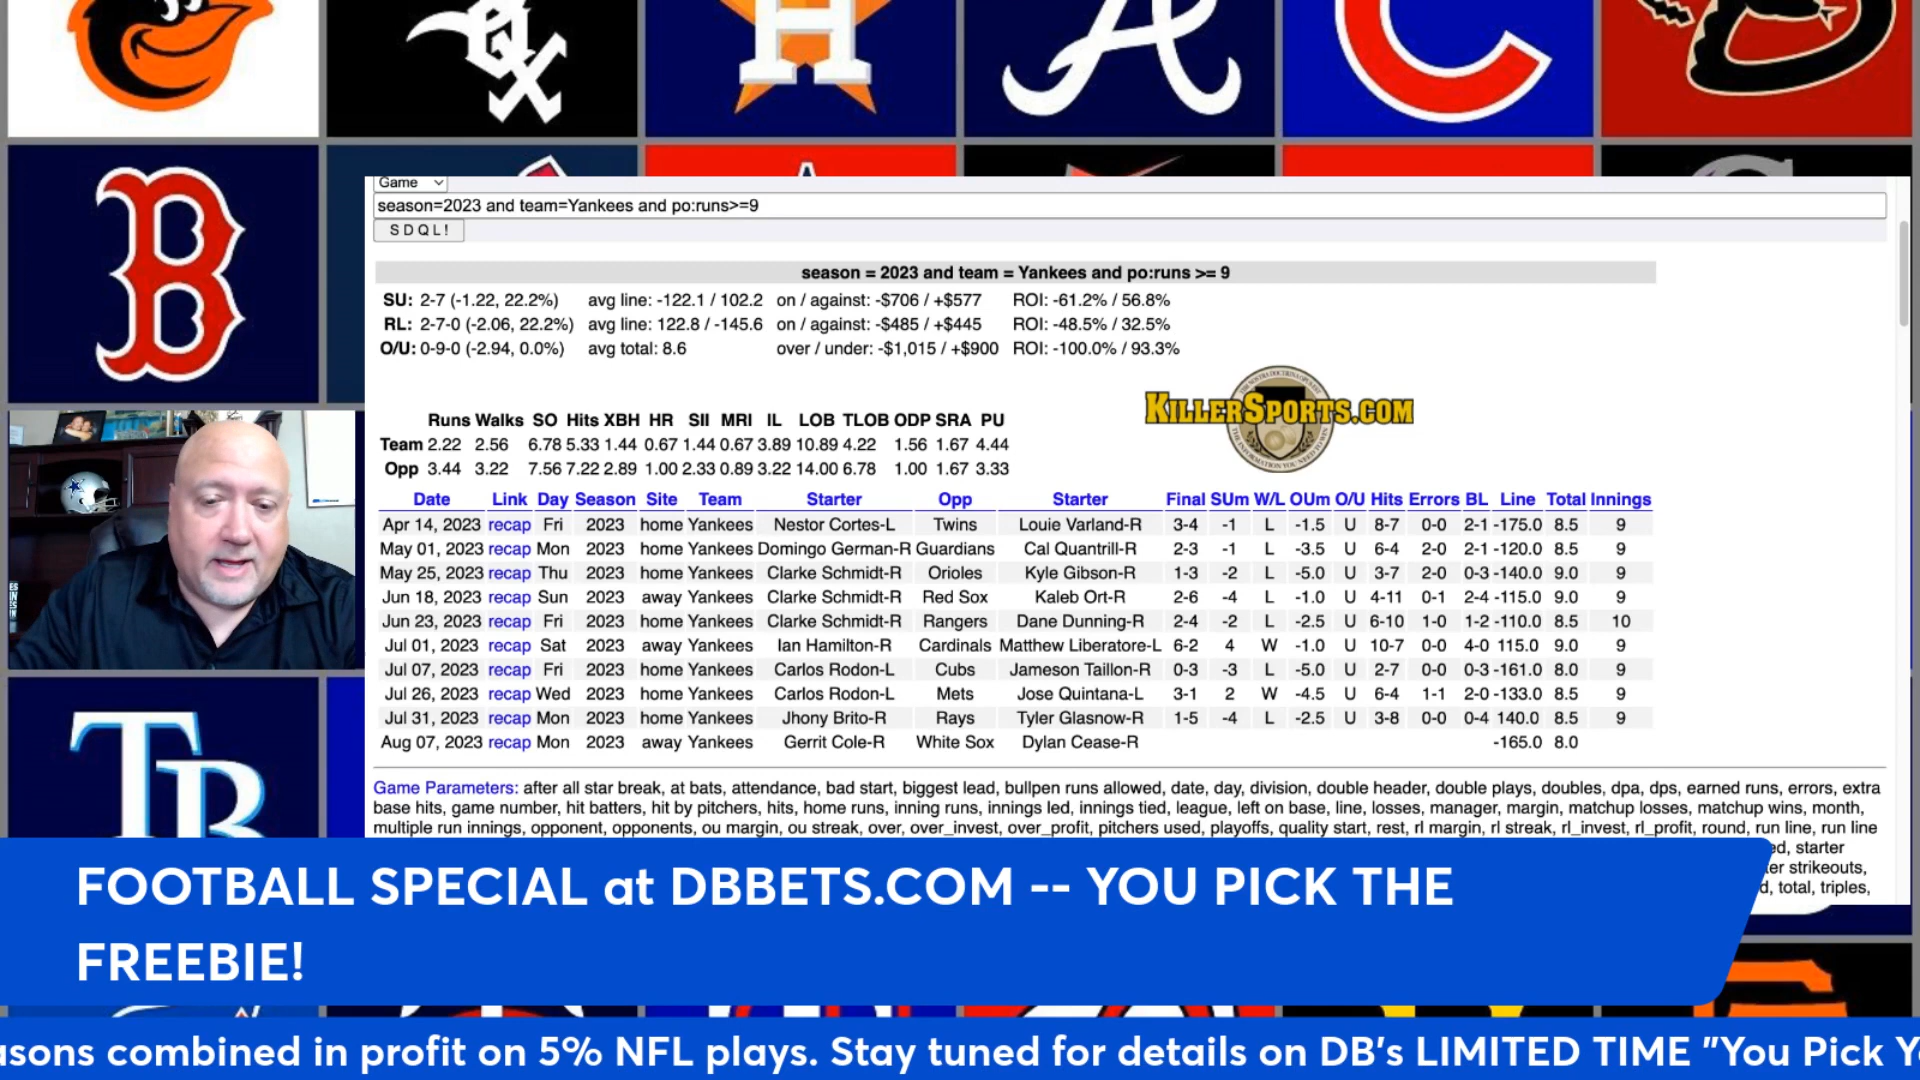 Game
season=2023 and team=Yankees and po:runs>=9
S D Q L !
season = 2023 and team = Yankees and po:runs >= 9
SU: 2-7 (-1.22, 22.2%) avg line: -122.1 / 102.2 on / against: -$706 / +$577 ROI: -61.2% / 56.8%
RL: 2-7-0 (-2.06, 22.2%) avg line: 122.8 / -145.6 on / against: -$485 / +$445 ROI: -48.5% / 32.5%
O/U: 0-9-0 (-2.94, 0.0%) avg total: 8.6 over / under: -$1,015 / +$900 ROI: -100.0% / 93.3%
KILLERSPORTS.COM
Runs Walks SO Hits XBH HR SII MRI IL LOB TLOB ODP SRA PU
Team 2.22 2.56 6.78 5.33 1.44 0.67 1.44 0.67 3.89 10.89 4.22 1.56 1.67 4.44
Opp 3.44 3.22 7.56 7.22 2.89 1.00 2.33 0.89 3.22 14.00 6.78 1.00 1.67 3.33
Date Link Day Season Site Team Starter Opp Starter Final SUm W/L OUm O/U Hits Errors BL Line Total Innings
Apr 14, 2023 recap Fri 2023 home Yankees Nestor Cortes-L Twins Louie Varland-R 3-4 -1 L -1.5 U 8-7 0-0 2-1 -175.0 8.5 9
May 01, 2023 recap Mon 2023 home Yankees Domingo German-R Guardians Cal Quantrill-R 2-3 -1 L -3.5 U 6-4 2-0 2-1 -120.0 8.5 9
May 25, 2023 recap Thu 2023 home Yankees Clarke Schmidt-R Orioles Kyle Gibson-R 1-3 -2 L -5.0 U 3-7 2-0 0-3 -140.0 9.0 9
Jun 18, 2023 recap Sun 2023 away Yankees Clarke Schmidt-R Red Sox Kaleb Ort-R 2-6 -4 L -1.0 U 4-11 0-1 2-4 -115.0 9.0 9
Jun 23, 2023 recap Fri 2023 home Yankees Clarke Schmidt-R Rangers Dane Dunning-R 2-4 -2 L -2.5 U 6-10 1-0 1-2 -110.0 8.5 10
Jul 01, 2023 recap Sat 2023 away Yankees Ian Hamilton-R Cardinals Matthew Liberatore-L 6-2 4 W -1.0 U 10-7 0-0 4-0 115.0 9.0 9
Jul 07, 2023 recap Fri 2023 home Yankees Carlos Rodon-L Cubs Jameson Taillon-R 0-3 -3 L -5.0 U 2-7 0-0 0-3 -161.0 8.0 9
Jul 26, 2023 recap Wed 2023 home Yankees Carlos Rodon-L Mets Jose Quintana-L 3-1 2 W -4.5 U 6-4 1-1 2-0 -133.0 8.5 9
Jul 31, 2023 recap Mon 2023 home Yankees Jhony Brito-R Rays Tyler Glasnow-R 1-5 -4 L -2.5 U 3-8 0-0 0-4 140.0 8.5 9
Aug 07, 2023 recap Mon 2023 away Yankees Gerrit Cole-R White Sox Dylan Cease-R -165.0 8.0
Game Parameters: after all star break, at bats, attendance, bad start, biggest lead, bullpen runs allowed, date, day, division, double header, double plays, doubles, dpa, dps, earned runs, errors, extra
base hits, game number, hit batters, hit by pitchers, hits, home runs, inning runs, innings led, innings tied, league, left on base, line, losses, manager, margin, matchup losses, matchup wins, month,
multiple run innings, opponent, opponents, ou margin, ou streak, over, over_invest, over_profit, pitchers used, playoffs, quality start, rest, rl margin, rl streak, rl_invest, rl_profit, round, run line, run line
ed, starter
er strikeouts,
d, total, triples,
FOOTBALL SPECIAL at DBBETS.COM -- YOU PICK THE
FREEBIE!
asons combined in profit on 5% NFL plays. Stay tuned for details on DB's LIMITED TIME "You Pick Yo